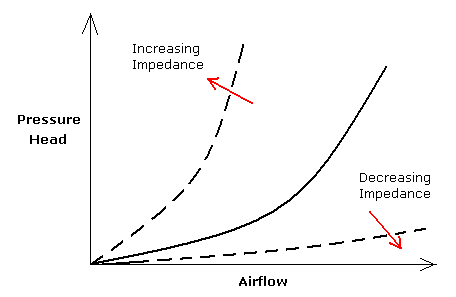 Increasing
Impedance
Pressure
Head
Decreasing
Impedance
Airflow